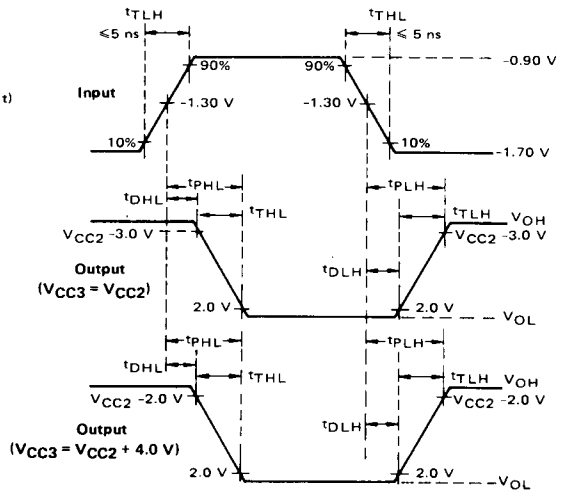 tTLH
tTHL
≤5 ns
≤ 5 ns
t)
Input
90%
90%
-0.90 V
-1.30 V
-1.30 V
10%
10%
-1.70 V
tPHL
tPLH
tDHL
tTHL
tTLH
VOH
VCC2 -3.0 V
VCC2 -3.0 V
Output
(VCC3 = VCC2)
tDLH
2.0 V
2.0 V
VOL
tPHL
tPLH
tDHL
tTHL
tTLH
VOH
VCC2 -2.0 V
VCC2 -2.0 V
Output
(VCC3 = VCC2 + 4.0 V)
tDLH
2.0 V
2.0 V
VOL